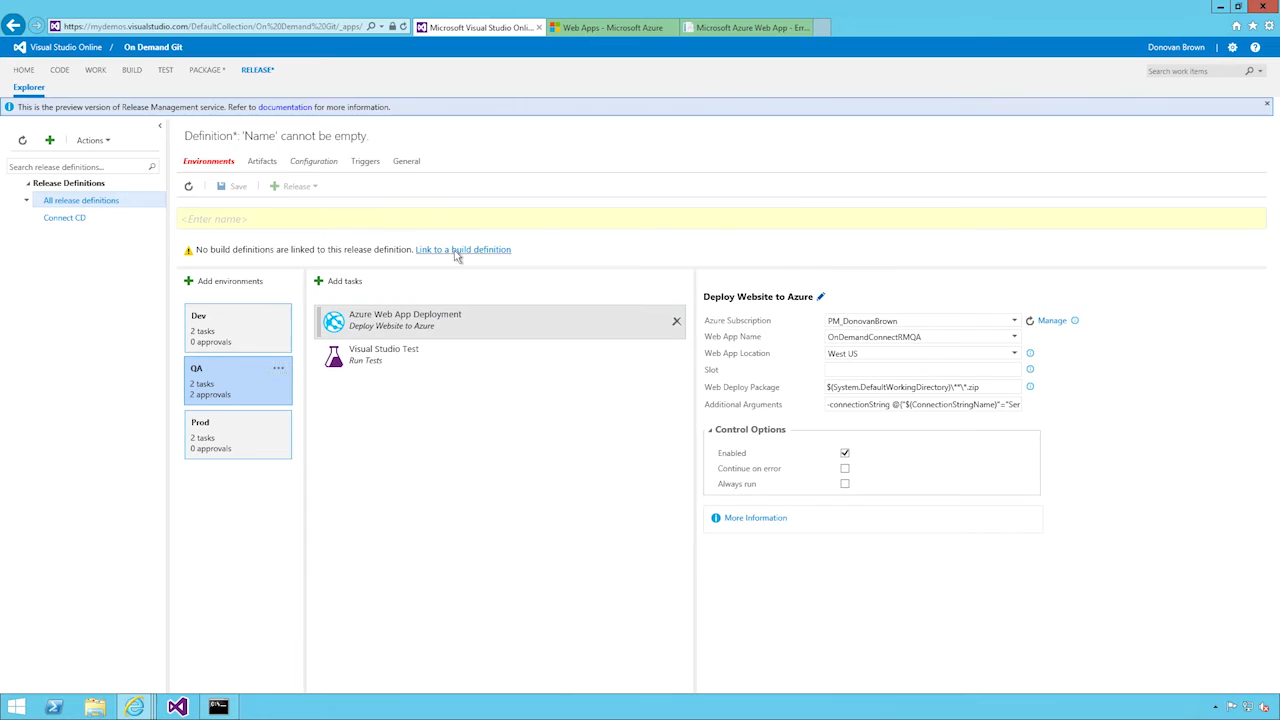 https://mydemos.visualstudio.com/DefaultCollection/On%20Demand%20Git/_apps/
Microsoft Visual Studio Onli...
Web Apps - Microsoft Azure
Microsoft Azure Web App - Err...
Visual Studio Online / On Demand Git
Donovan Brown
HOME CODE WORK BUILD TEST PACKAGE* RELEASE*
Search work items
Explorer
This is the preview version of Release Management service. Refer to documentation for more information.
Actions
Search release definitions...
Release Definitions
All release definitions
Connect CD
Definition*: 'Name' cannot be empty.
Environments Artifacts Configuration Triggers General
Save Release
<Enter name>
No build definitions are linked to this release definition. Link to a build definition
Add environments
Dev
2 tasks
0 approvals
QA
2 tasks
2 approvals
Prod
2 tasks
0 approvals
Add tasks
Azure Web App Deployment
Deploy Website to Azure
Visual Studio Test
Run Tests
Deploy Website to Azure
Azure Subscription PM_DonovanBrown Manage
Web App Name OnDemandConnectRMQA
Web App Location West US
Slot
Web Deploy Package $(System.DefaultWorkingDirectory)\**\*.zip
Additional Arguments -connectionString @{"$(ConnectionStringName)"="Ser
Control Options
Enabled
Continue on error
Always run
More Information